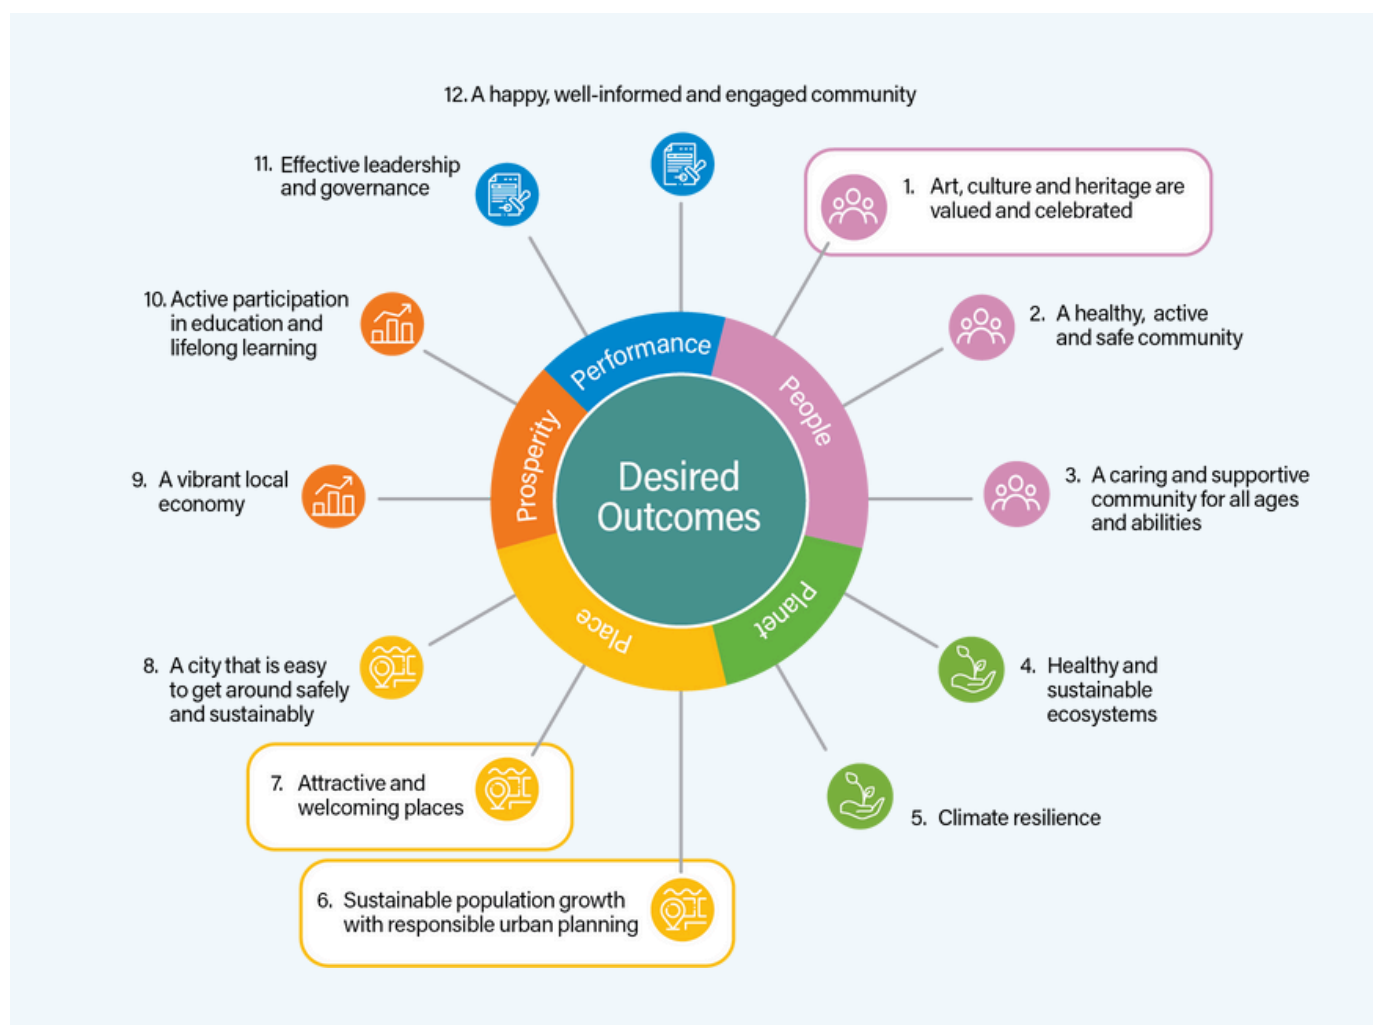 12. A happy, well-informed and engaged community
11. Effective leadership
and governance
1. Art, culture and heritage are
valued and celebrated
10. Active participation
in education and
lifelong learning
2. A healthy, active
and safe community
Performance
People
Prosperity
Desired
Outcomes
9. A vibrant local
economy
3. A caring and supportive
community for all ages
and abilities
Place
Planet
8. A city that is easy
to get around safely
and sustainably
4. Healthy and
sustainable
ecosystems
7. Attractive and
welcoming places
5. Climate resilience
6. Sustainable population growth
with responsible urban planning